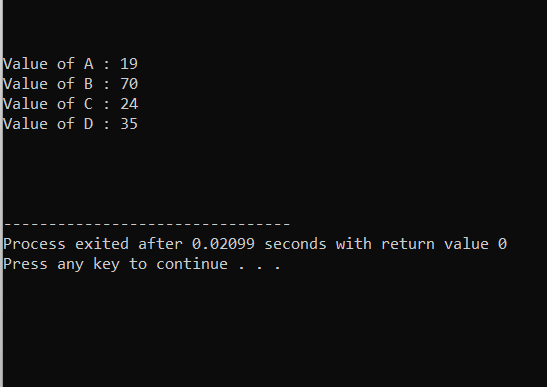 Value of A : 19
Value of B : 70
Value of C : 24
Value of D : 35
--------------------------------
Process exited after 0.02099 seconds with return value 0
Press any key to continue . . .